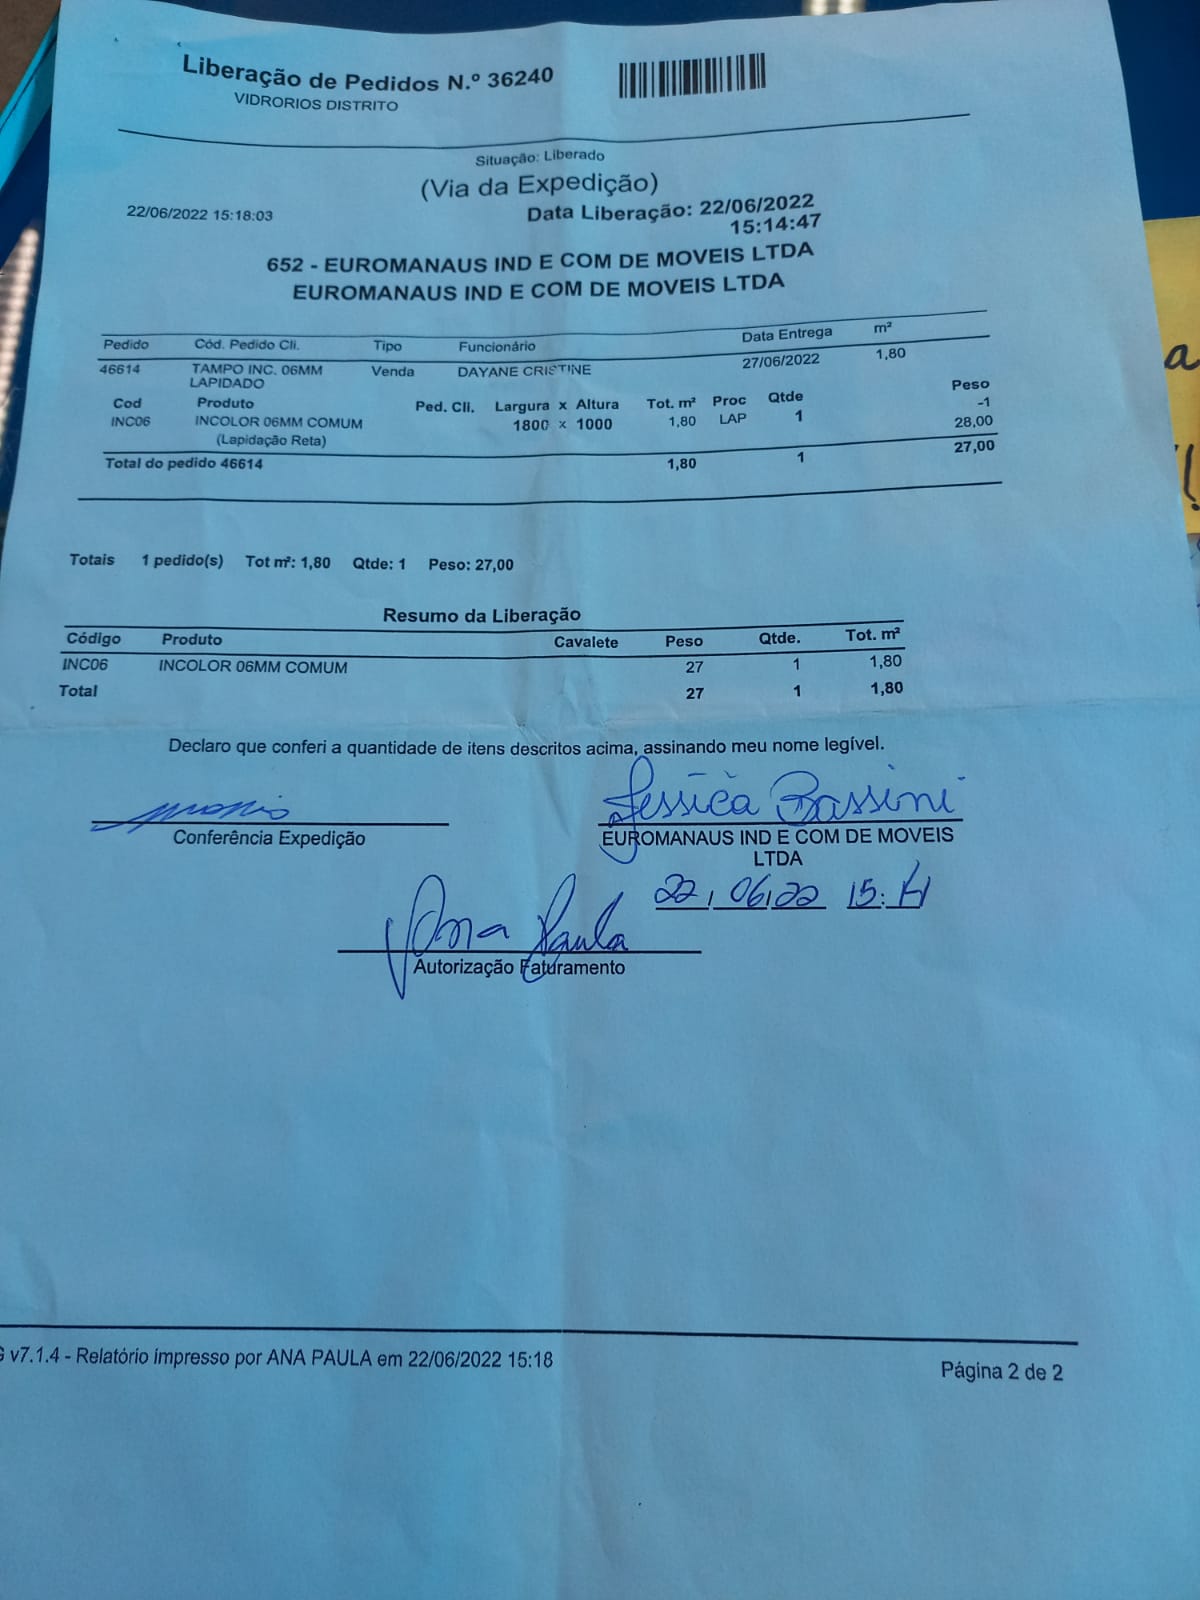 Liberação de Pedidos N.º 36240
VIDRORIOS DISTRITO
Situação: Liberado
(Via da Expedição)
22/06/2022 15:18:03
Data Liberação: 22/06/2022
15:14:47
652 - EUROMANAUS IND E COM DE MOVEIS LTDA
EUROMANAUS IND E COM DE MOVEIS LTDA
Pedido Cód. Pedido Cli. Tipo Funcionário Data Entrega m²
46614 TAMPO INC. 06MM Venda DAYANE CRISTINE 27/06/2022 1,80
LAPIDADO
Cod Produto Ped. Cli. Largura x Altura Tot. m² Proc Qtde Peso
-1
INC06 INCOLOR 06MM COMUM 1800 x 1000 1,80 LAP 1 28,00
(Lapidação Reta)
Total do pedido 46614 1,80 1 27,00
Totais 1 pedido(s) Tot m²: 1,80 Qtde: 1 Peso: 27,00
Resumo da Liberação
Código Produto Cavalete Peso Qtde. Tot. m²
INC06 INCOLOR 06MM COMUM 27 1 1,80
Total 27 1 1,80
Declaro que conferi a quantidade de itens descritos acima, assinando meu nome legível.
Jessica Bassini
Conferência Expedição
EUROMANAUS IND E COM DE MOVEIS
LTDA
22/06/22 15:
Ana Paula
Autorização Faturamento
G v7.1.4 - Relatório impresso por ANA PAULA em 22/06/2022 15:18
Página 2 de 2
a
!